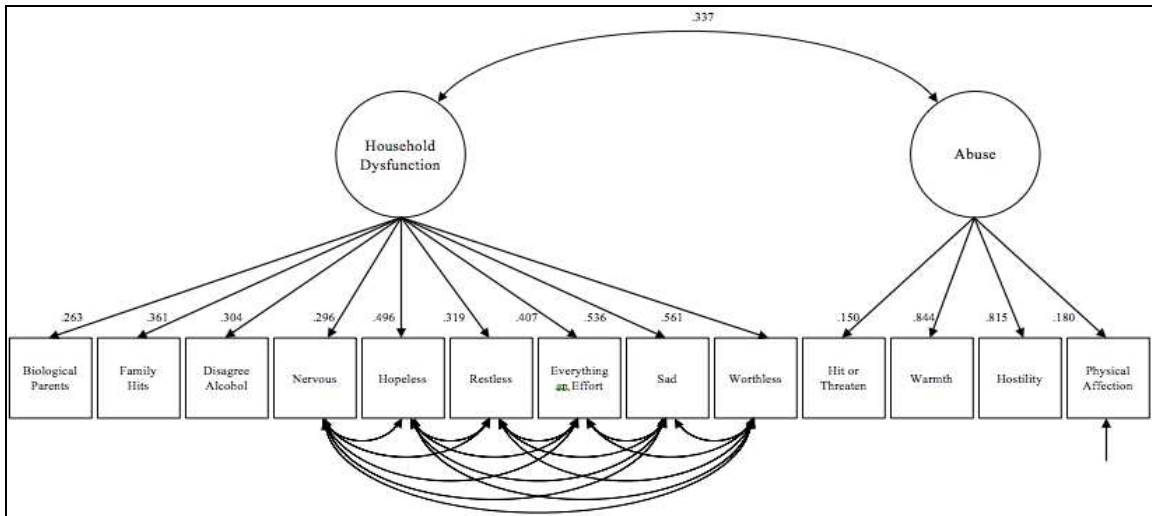 .337
Household
Dysfunction
Abuse
.263
.361
.304
.296
.496
.319
.407
.536
.561
.150
.844
.815
.180
Biological
Parents
Family
Hits
Disagree
Alcohol
Nervous
Hopeless
Restless
Everything
an Effort
Sad
Worthless
Hit or
Threaten
Warmth
Hostility
Physical
Affection